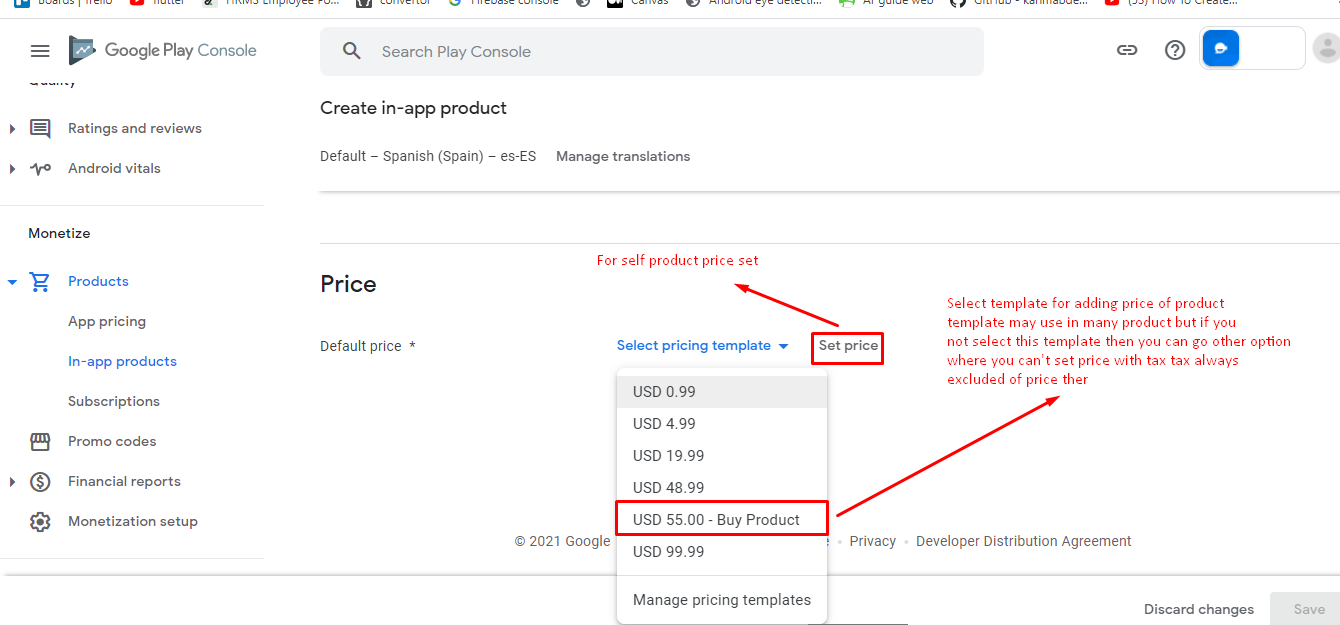 Boards | Trello flutter HRMS Employee Po... convertor Firebase console Canvas Android eye detecti... AI guide web GitHub - karimabde... (55) How To Create...
Google Play Console
Search Play Console
Quality
Ratings and reviews
Android vitals
Monetize
Products
App pricing
In-app products
Subscriptions
Promo codes
Financial reports
Monetization setup
Create in-app product
Default – Spanish (Spain) – es-ES Manage translations
For self product price set
Price
Select template for adding price of product
template may use in many product but if you
not select this template then you can go other option
where you can't set price with tax tax always
excluded of price ther
Default price *
Select pricing template
Set price
USD 0.99
USD 4.99
USD 19.99
USD 48.99
USD 55.00 - Buy Product
USD 99.99
Manage pricing templates
© 2021 Google
Privacy
Developer Distribution Agreement
Discard changes
Save